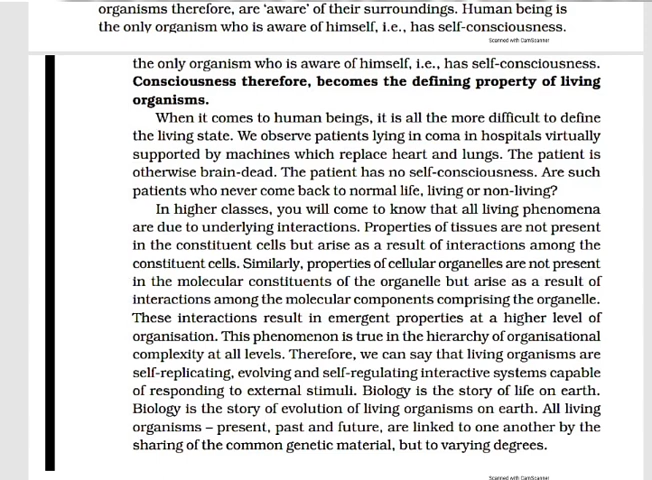 organisms therefore, are 'aware' of their surroundings. Human being is
the only organism who is aware of himself, i.e., has self-consciousness.
Scanned with CamScanner
the only organism who is aware of himself, i.e., has self-consciousness.
Consciousness therefore, becomes the defining property of living
organisms.
When it comes to human beings, it is all the more difficult to define
the living state. We observe patients lying in coma in hospitals virtually
supported by machines which replace heart and lungs. The patient is
otherwise brain-dead. The patient has no self-consciousness. Are such
patients who never come back to normal life, living or non-living?
In higher classes, you will come to know that all living phenomena
are due to underlying interactions. Properties of tissues are not present
in the constituent cells but arise as a result of interactions among the
constituent cells. Similarly, properties of cellular organelles are not present
in the molecular constituents of the organelle but arise as a result of
interactions among the molecular components comprising the organelle.
These interactions result in emergent properties at a higher level of
organisation. This phenomenon is true in the hierarchy of organisational
complexity at all levels. Therefore, we can say that living organisms are
self-replicating, evolving and self-regulating interactive systems capable
of responding to external stimuli. Biology is the story of life on earth.
Biology is the story of evolution of living organisms on earth. All living
organisms – present, past and future, are linked to one another by the
sharing of the common genetic material, but to varying degrees.
Scanned with CamScanner